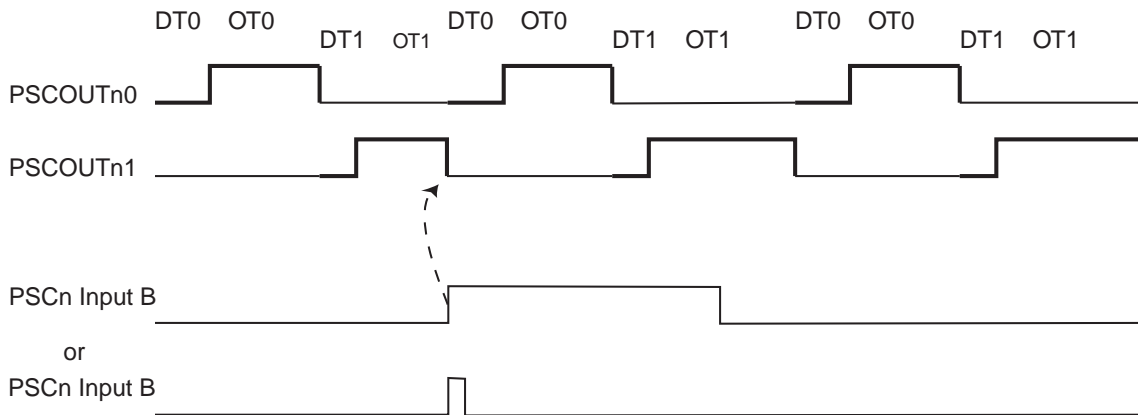 DT0 OT0 DT0 OT0 DT0 OT0
DT1 OT1 DT1 OT1 DT1 OT1
PSCOUTn0
PSCOUTn1
PSCn Input B
or
PSCn Input B